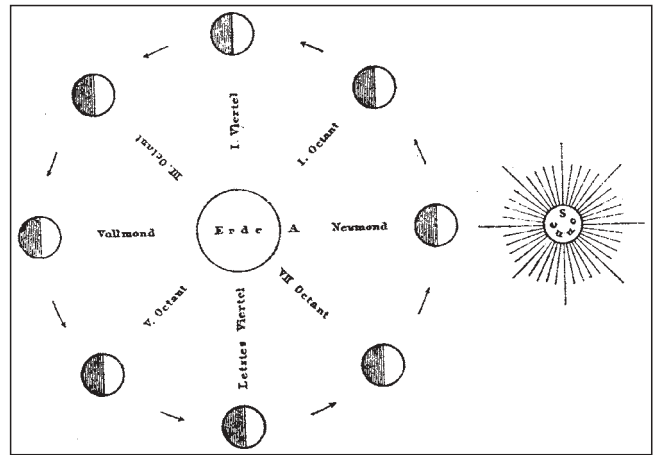 I. Viertel
I. Octant
III. Octant
Vollmond
Erde
A
Neumond
Sonne
V. Octant
Letztes Viertel
VII Octant